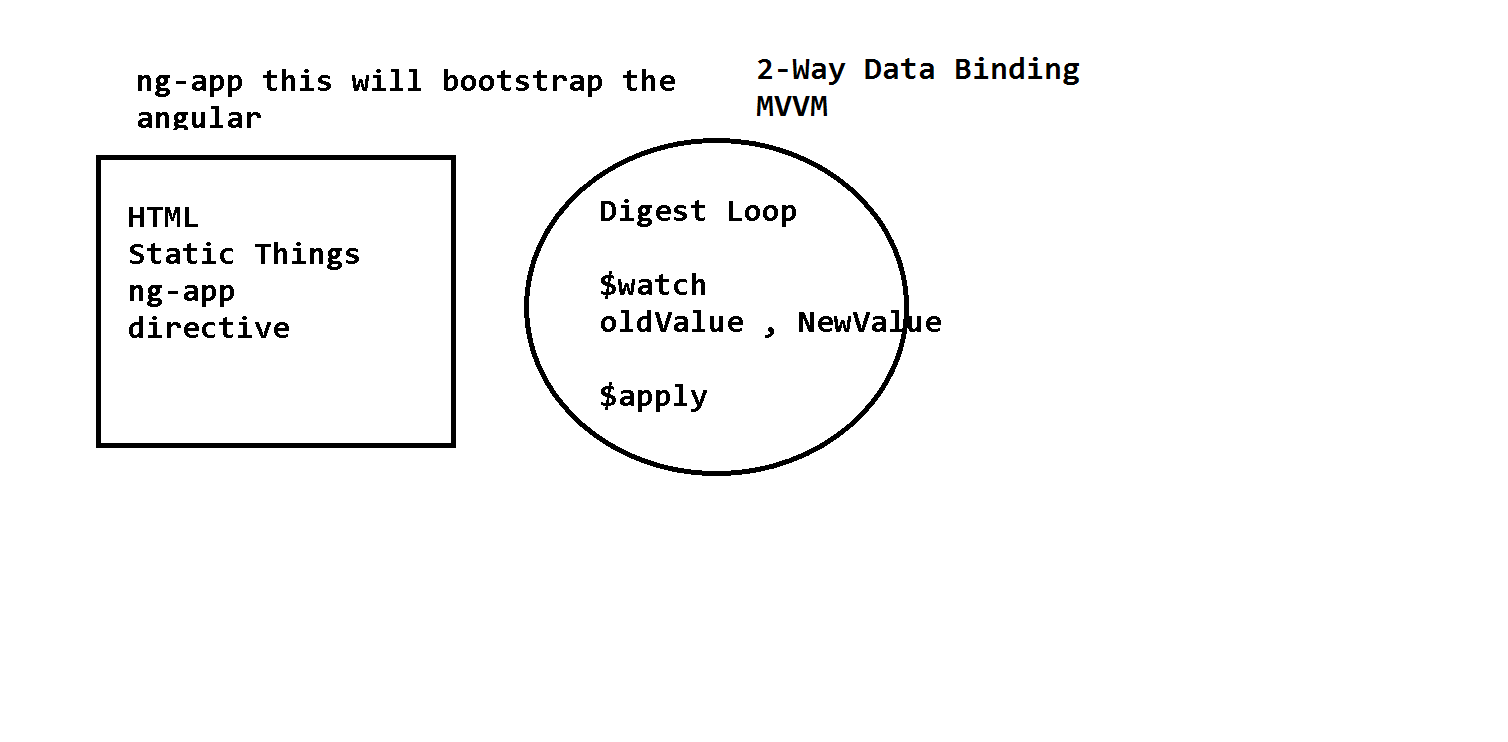 ng-app this will bootstrap the
angular
2-Way Data Binding
MVVM
HTML
Static Things
ng-app
directive
Digest Loop
$watch
oldValue , NewValue
$apply